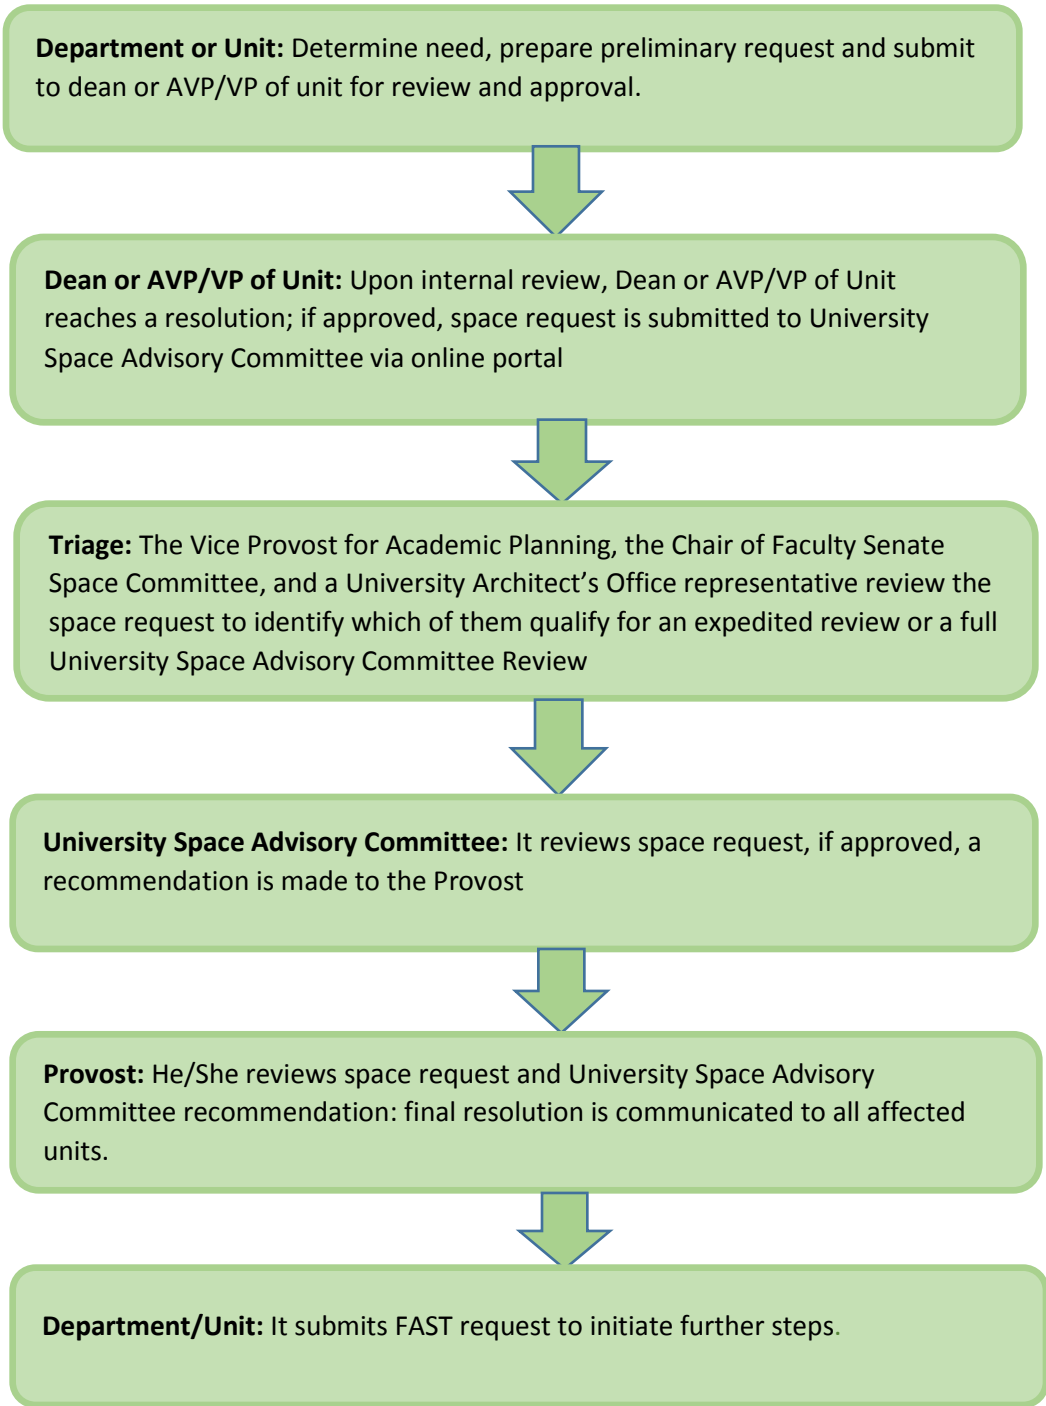 Department or Unit: Determine need, prepare preliminary request and submit
to dean or AVP/VP of unit for review and approval.
Dean or AVP/VP of Unit: Upon internal review, Dean or AVP/VP of Unit
reaches a resolution; if approved, space request is submitted to University
Space Advisory Committee via online portal
Triage: The Vice Provost for Academic Planning, the Chair of Faculty Senate
Space Committee, and a University Architect’s Office representative review the
space request to identify which of them qualify for an expedited review or a full
University Space Advisory Committee Review
University Space Advisory Committee: It reviews space request, if approved, a
recommendation is made to the Provost
Provost: He/She reviews space request and University Space Advisory
Committee recommendation: final resolution is communicated to all affected
units.
Department/Unit: It submits FAST request to initiate further steps.